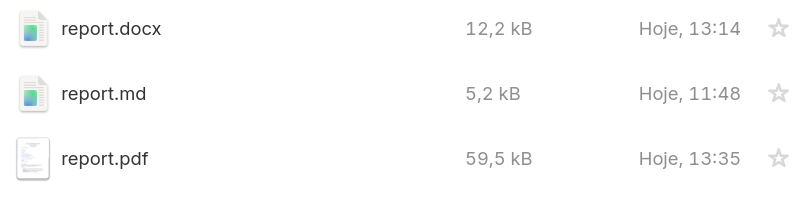 report.docx 12,2 kB Hoje, 13:14
report.md 5,2 kB Hoje, 11:48
report.pdf 59,5 kB Hoje, 13:35